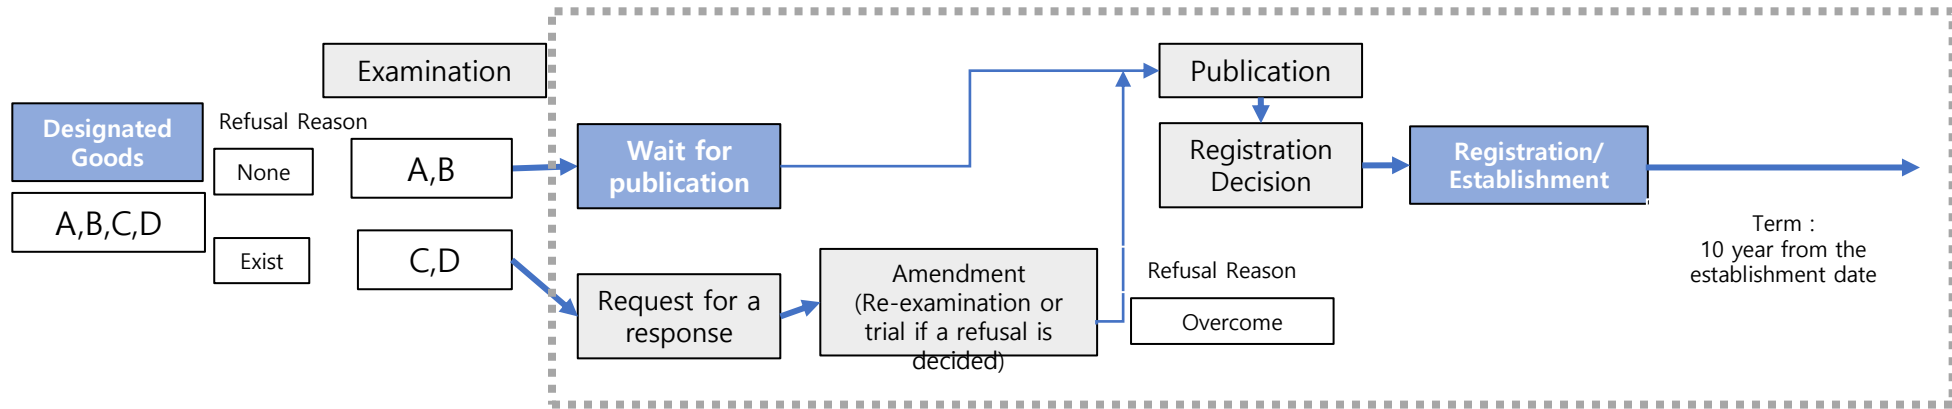 Examination
Designated
Goods
A,B,C,D
Refusal Reason
None
A,B
Exist
C,D
Wait for
publication
Request for a
response
Amendment
(Re-examination or
trial if a refusal is
decided)
Refusal Reason
Overcome
Publication
Registration
Decision
Registration/
Establishment
Term :
10 year from the
establishment date